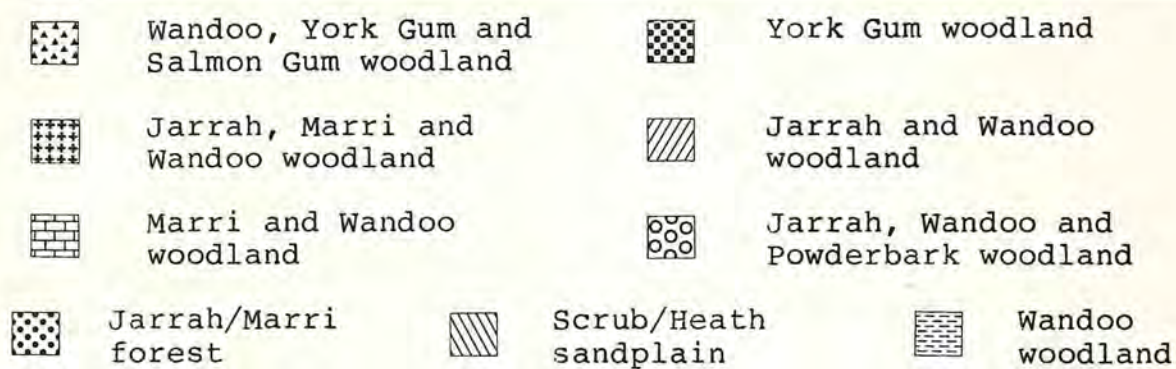 Wandoo, York Gum and
Salmon Gum woodland
York Gum woodland
Jarrah, Marri and
Wandoo woodland
Jarrah and Wandoo
woodland
Marri and Wandoo
woodland
Jarrah, Wandoo and
Powderbark woodland
Jarrah/Marri
forest
Scrub/Heath
sandplain
Wandoo
woodland